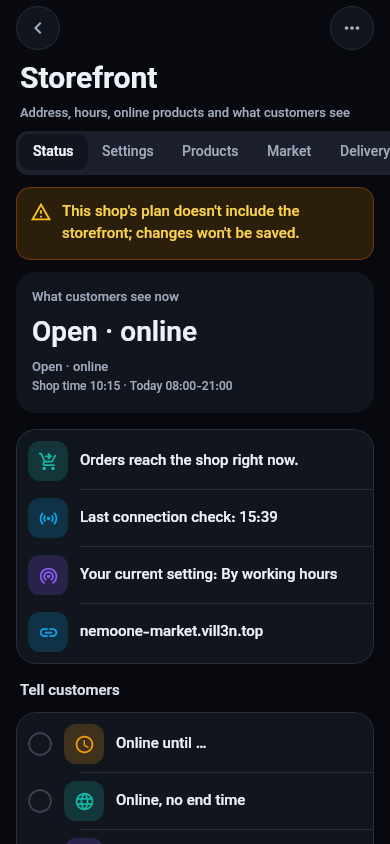 Storefront
Address, hours, online products and what customers see
Status Settings Products Market Delivery
This shop's plan doesn't include the
storefront; changes won't be saved.
What customers see now
Open · online
Open · online
Shop time 10:15 · Today 08:00–21:00
Orders reach the shop right now.
Last connection check: 15:39
Your current setting: By working hours
nemoone-market.vill3n.top
Tell customers
Online until ...
Online, no end time